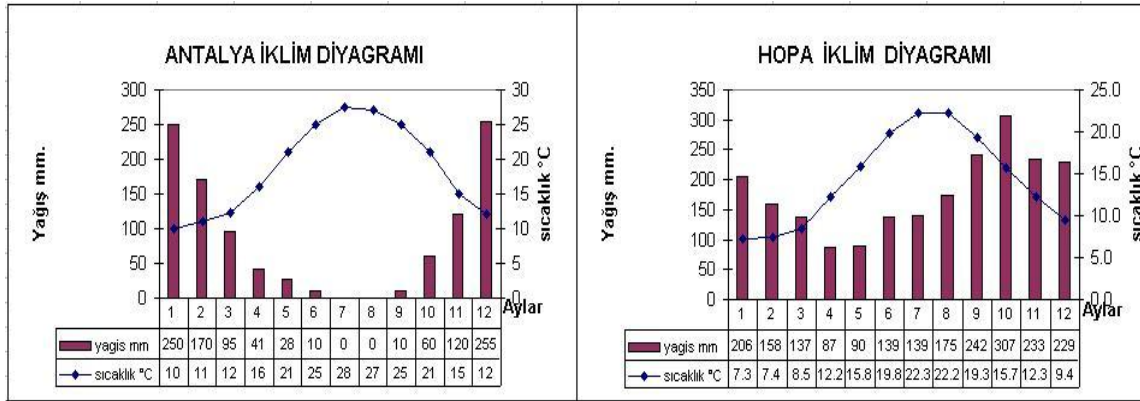 ANTALYA İKLİM DİYAGRAMI
Yağış mm.
300
250
200
150
100
50
0
30
25
20
15
10
5
0
sıcaklık °C
Aylar
1 2 3 4 5 6 7 8 9 10 11 12
yagis mm 250 170 95 41 28 10 0 0 10 60 120 255
sıcaklık °C 10 11 12 16 21 25 28 27 25 21 15 12
HOPA İKLİM DİYAGRAMI
Yağış mm.
350
300
250
200
150
100
50
0
25.0
20.0
15.0
10.0
5.0
0.0
sıcaklık °C
Aylar
1 2 3 4 5 6 7 8 9 10 11 12
yagis mm 206 158 137 87 90 139 139 175 242 307 233 229
sıcaklık °C 7.3 7.4 8.5 12.2 15.8 19.8 22.3 22.2 19.3 15.7 12.3 9.4